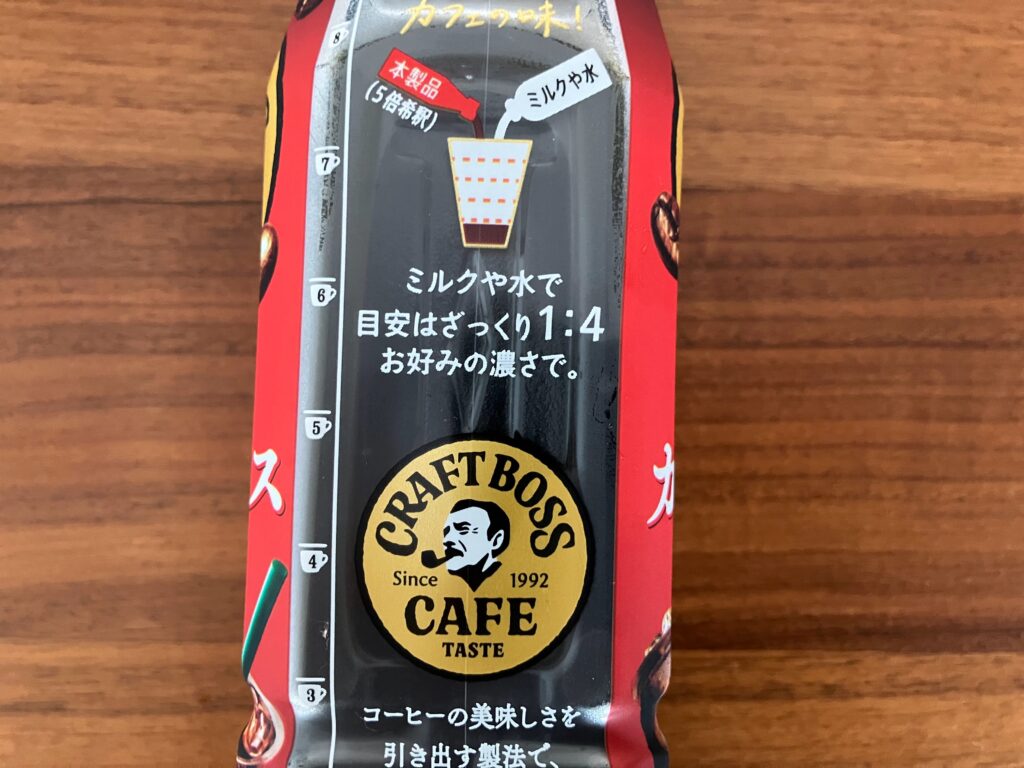 カフェの味!
本製品
(5倍希釈)
ミルクや水
ミルクや水で
目安はざっくり1:4
お好みの濃さで。
CRAFT BOSS
Since 1992
CAFE
TASTE
コーヒーの美味しさを
引き出す製法で、
8
7
6
5
4
3
ス
カ